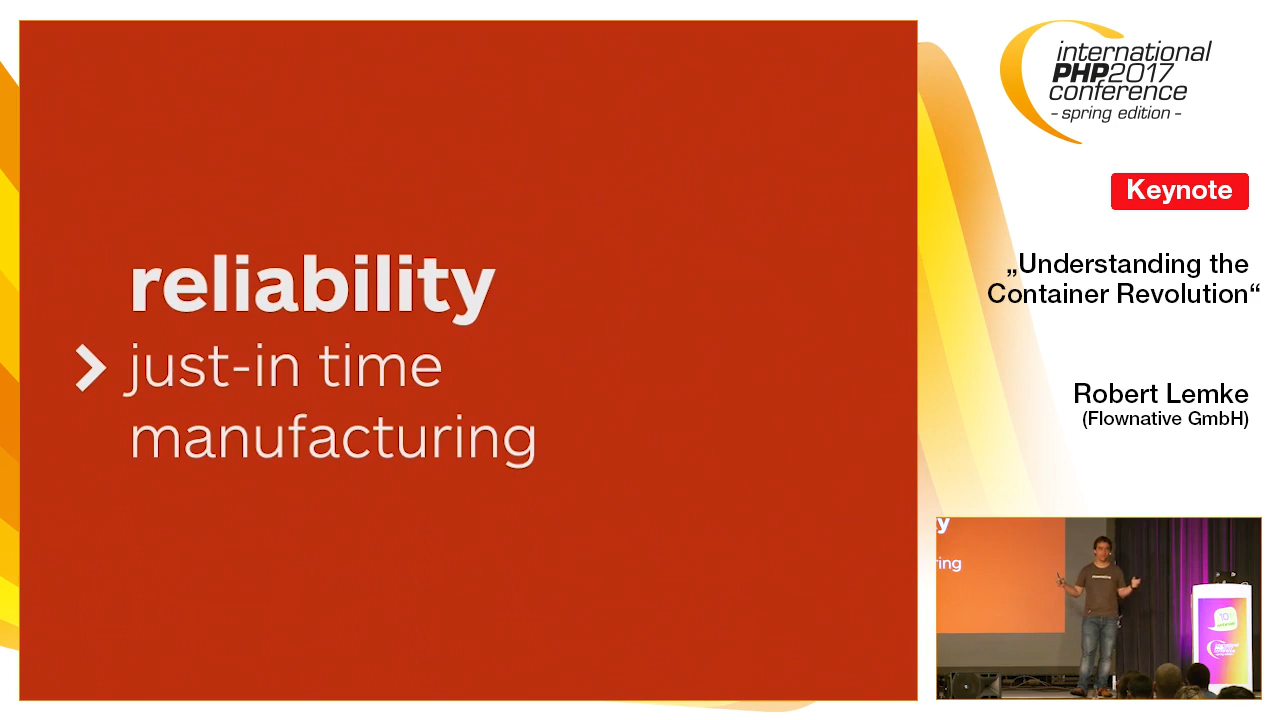 reliability
just-in time
manufacturing
international
PHP2017
conference
- spring edition -
Keynote
„Understanding the
Container Revolution“
Robert Lemke
(Flownative GmbH)
y
ring